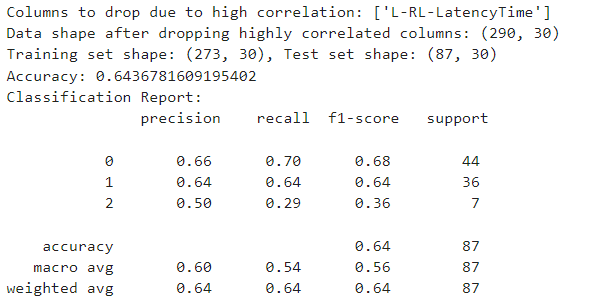 Columns to drop due to high correlation: ['L-RL-LatencyTime']
Data shape after dropping highly correlated columns: (290, 30)
Training set shape: (273, 30), Test set shape: (87, 30)
Accuracy: 0.6436781609195402
Classification Report:
precision recall f1-score support
0 0.66 0.70 0.68 44
1 0.64 0.64 0.64 36
2 0.50 0.29 0.36 7
accuracy 0.64 87
macro avg 0.60 0.54 0.56 87
weighted avg 0.64 0.64 0.64 87